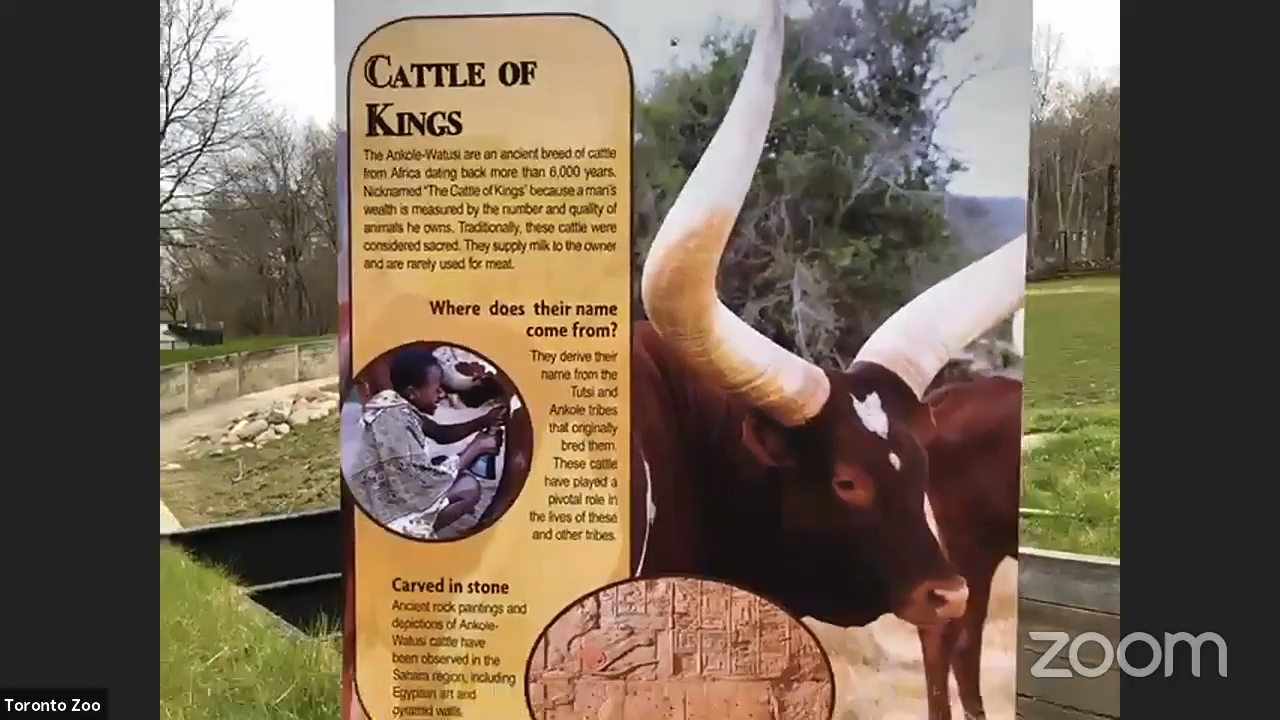 CATTLE OF
KINGS
The Ankole-Watusi are an ancient breed of cattle
from Africa dating back more than 6,000 years.
Nicknamed "The Cattle of Kings" because a man's
wealth is measured by the number and quality of
animals he owns. Traditionally, these cattle were
considered sacred. They supply milk to the owner
and are rarely used for meat.
Where does their name
come from?
They derive their
name from the
Tutsi and
Ankole tribes
that originally
bred them.
These cattle
have played a
pivotal role in
the lives of these
and other tribes.
Carved in stone
Ancient rock paintings and
depictions of Ankole-
Watusi cattle have
been observed in the
Sahara region, including
Egyptian art and
pyramid walls.
zoom
Toronto Zoo